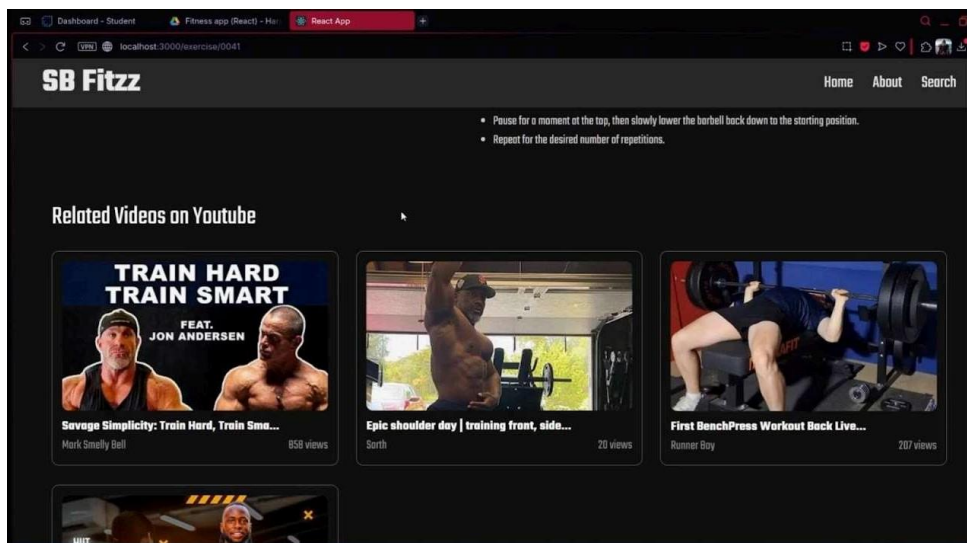 Dashboard - Student
Fitness app (React) - Har
React App
VPN
localhost:3000/exercise/0041
SB Fitzz
Home About Search
Pause for a moment at the top, then slowly lower the barbell back down to the starting position.
Repeat for the desired number of repetitions.
Related Videos on Youtube
TRAIN HARD
TRAIN SMART
FEAT.
JON ANDERSEN
Savage Simplicity: Train Hard, Train Sma...
Mark Smelly Bell 858 views
Epic shoulder day | training front, side...
Sarth 20 views
First BenchPress Workout Back Live...
Runner Boy 207 views
HIIT